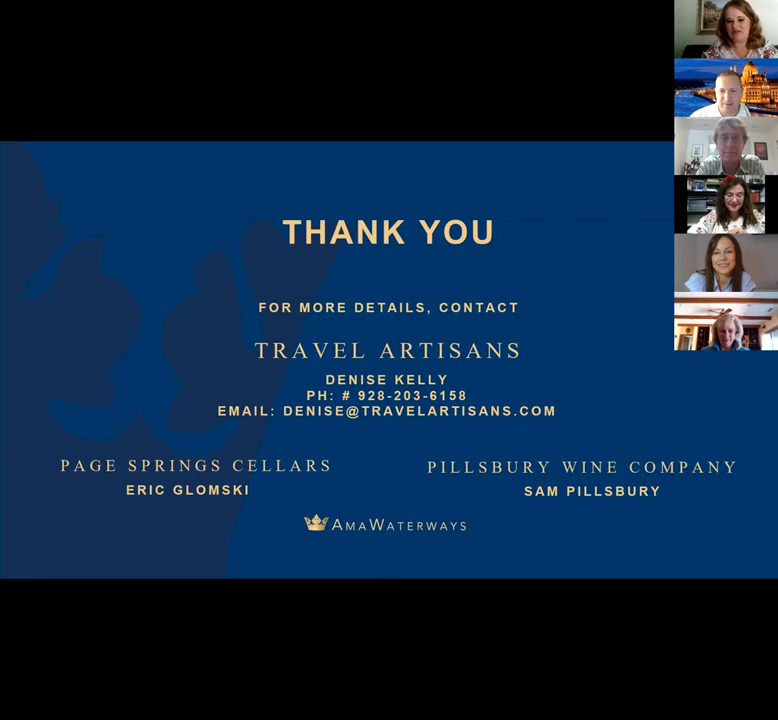 THANK YOU
FOR MORE DETAILS, CONTACT
TRAVEL ARTISANS
DENISE KELLY
PH: # 928-203-6158
EMAIL: DENISE@TRAVELARTISANS.COM
PAGE SPRINGS CELLARS
ERIC GLOMSKI
PILLSBURY WINE COMPANY
SAM PILLSBURY
AMAWATERWAYS